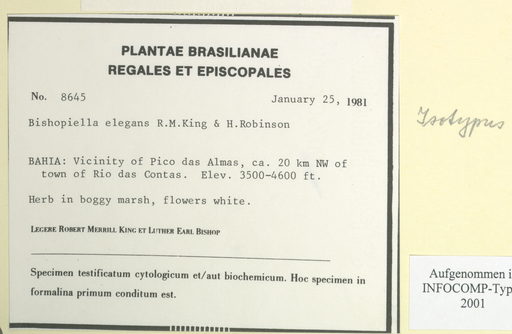 PLANTAE BRASILIANAE
REGALES ET EPISCOPALES
No. 8645 January 25, 1981
Bishopiella elegans R.M.King & H.Robinson
Isotypus
BAHIA: Vicinity of Pico das Almas, ca. 20 km NW of
town of Rio das Contas. Elev. 3500-4600 ft.
Herb in boggy marsh, flowers white.
LEGERE ROBERT MERRILL KING ET LUTHER EARL BISHOP
Specimen testificatum cytologicum et/aut biochemicum. Hoc specimen in
formalina primum conditum est.
Aufgenommen i
INFOCOMP-Typ
2001